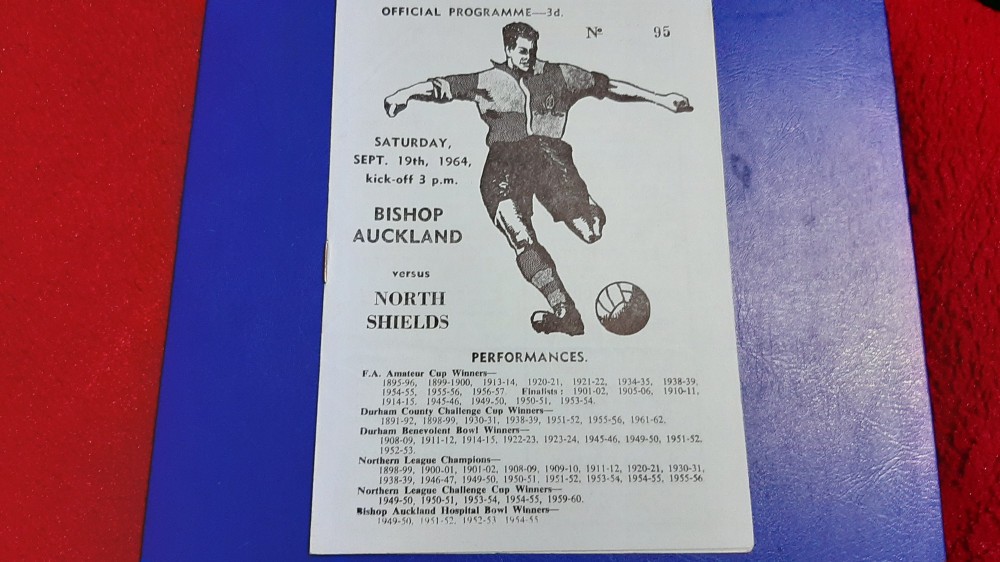 OFFICIAL PROGRAMME—3d.
Nº 95
SATURDAY,
SEPT. 19th, 1964,
kick-off 3 p.m.
BISHOP
AUCKLAND
versus
NORTH
SHIELDS
PERFORMANCES.
F.A. Amateur Cup Winners—
1895-96, 1899-1900, 1913-14, 1920-21, 1921-22, 1934-35, 1938-39,
1954-55, 1955-56, 1956-57. Finalists: 1901-02, 1905-06, 1910-11,
1914-15, 1945-46, 1949-50, 1950-51, 1953-54.
Durham County Challenge Cup Winners—
1891-92, 1898-99, 1930-31, 1938-39, 1951-52, 1955-56, 1961-62,
Durham Benevolent Bowl Winners—
1908-09, 1911-12, 1914-15, 1922-23, 1923-24, 1945-46, 1949-50, 1951-52,
1952-53.
Northern League Champions—
1898-99, 1900-01, 1901-02, 1908-09, 1909-10, 1911-12, 1920-21, 1930-31,
1938-39, 1946-47, 1949-50, 1950-51, 1951-52, 1953-54, 1954-55, 1955-56
Northern League Challenge Cup Winners—
1949-50, 1950-51, 1953-54, 1954-55, 1959-60.
Bishop Auckland Hospital Bowl Winners—
1949-50, 1951-52, 1952-53, 1954-55